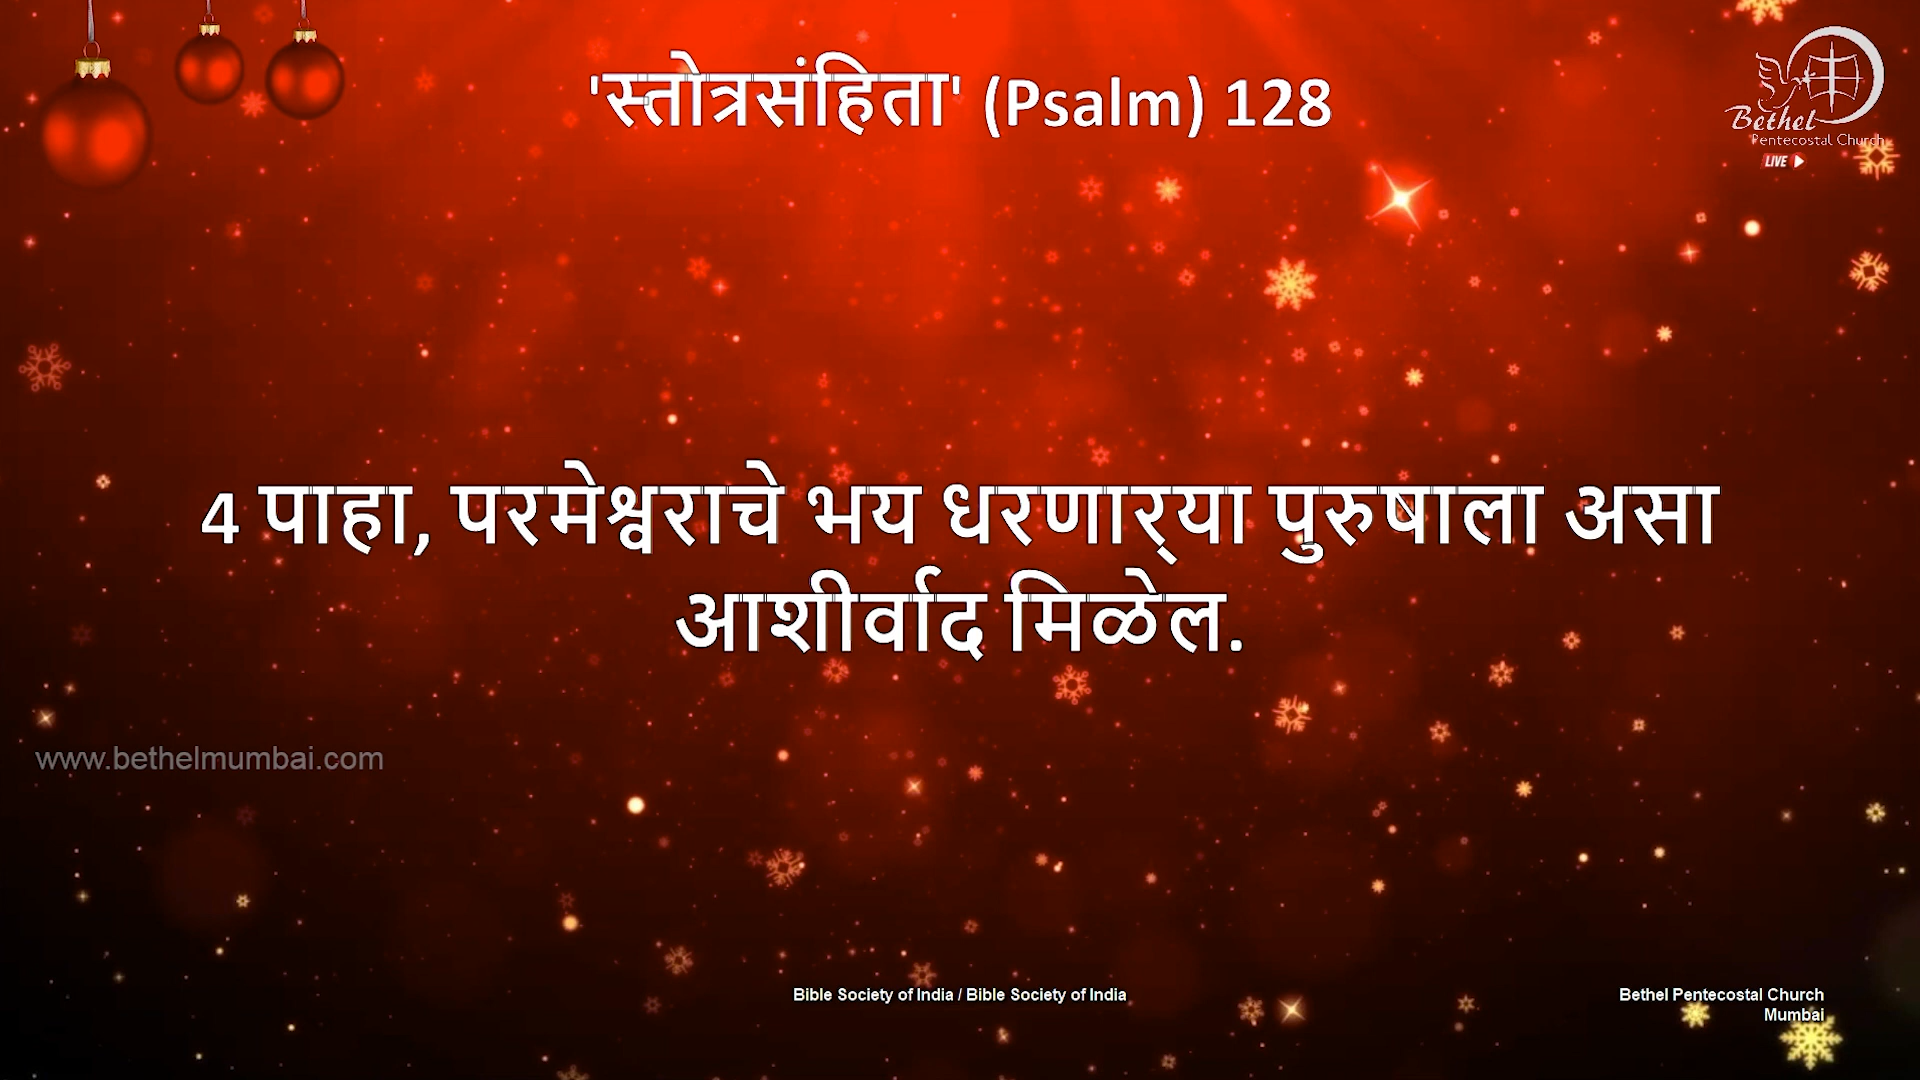 'स्तोत्रसंहिता' (Psalm) 128
Bethel
Pentecostal Church
LIVE
4 पाहा, परमेश्वराचे भय धरणार्‍या पुरुषाला असा
आशीर्वाद मिळेल.
www.bethelmumbai.com
Bible Society of India / Bible Society of India
Bethel Pentecostal Church
Mumbai